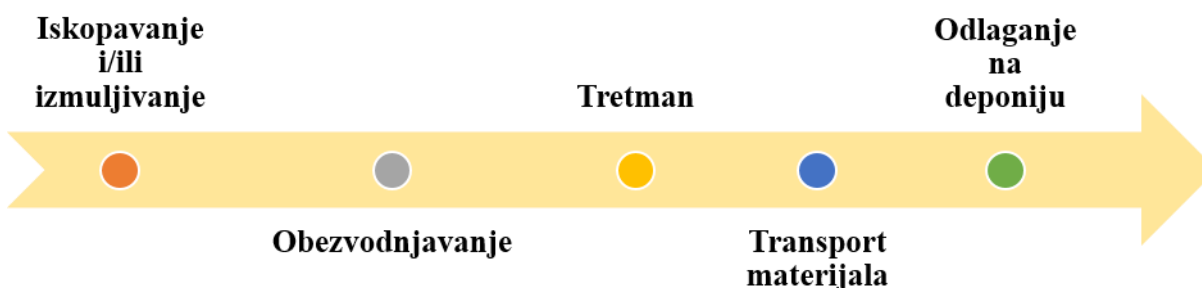 Iskopavanje
i/ili
izmuljivanje
Obezvodnjavanje
Tretman
Transport
materijala
Odlaganje
na
deponiju